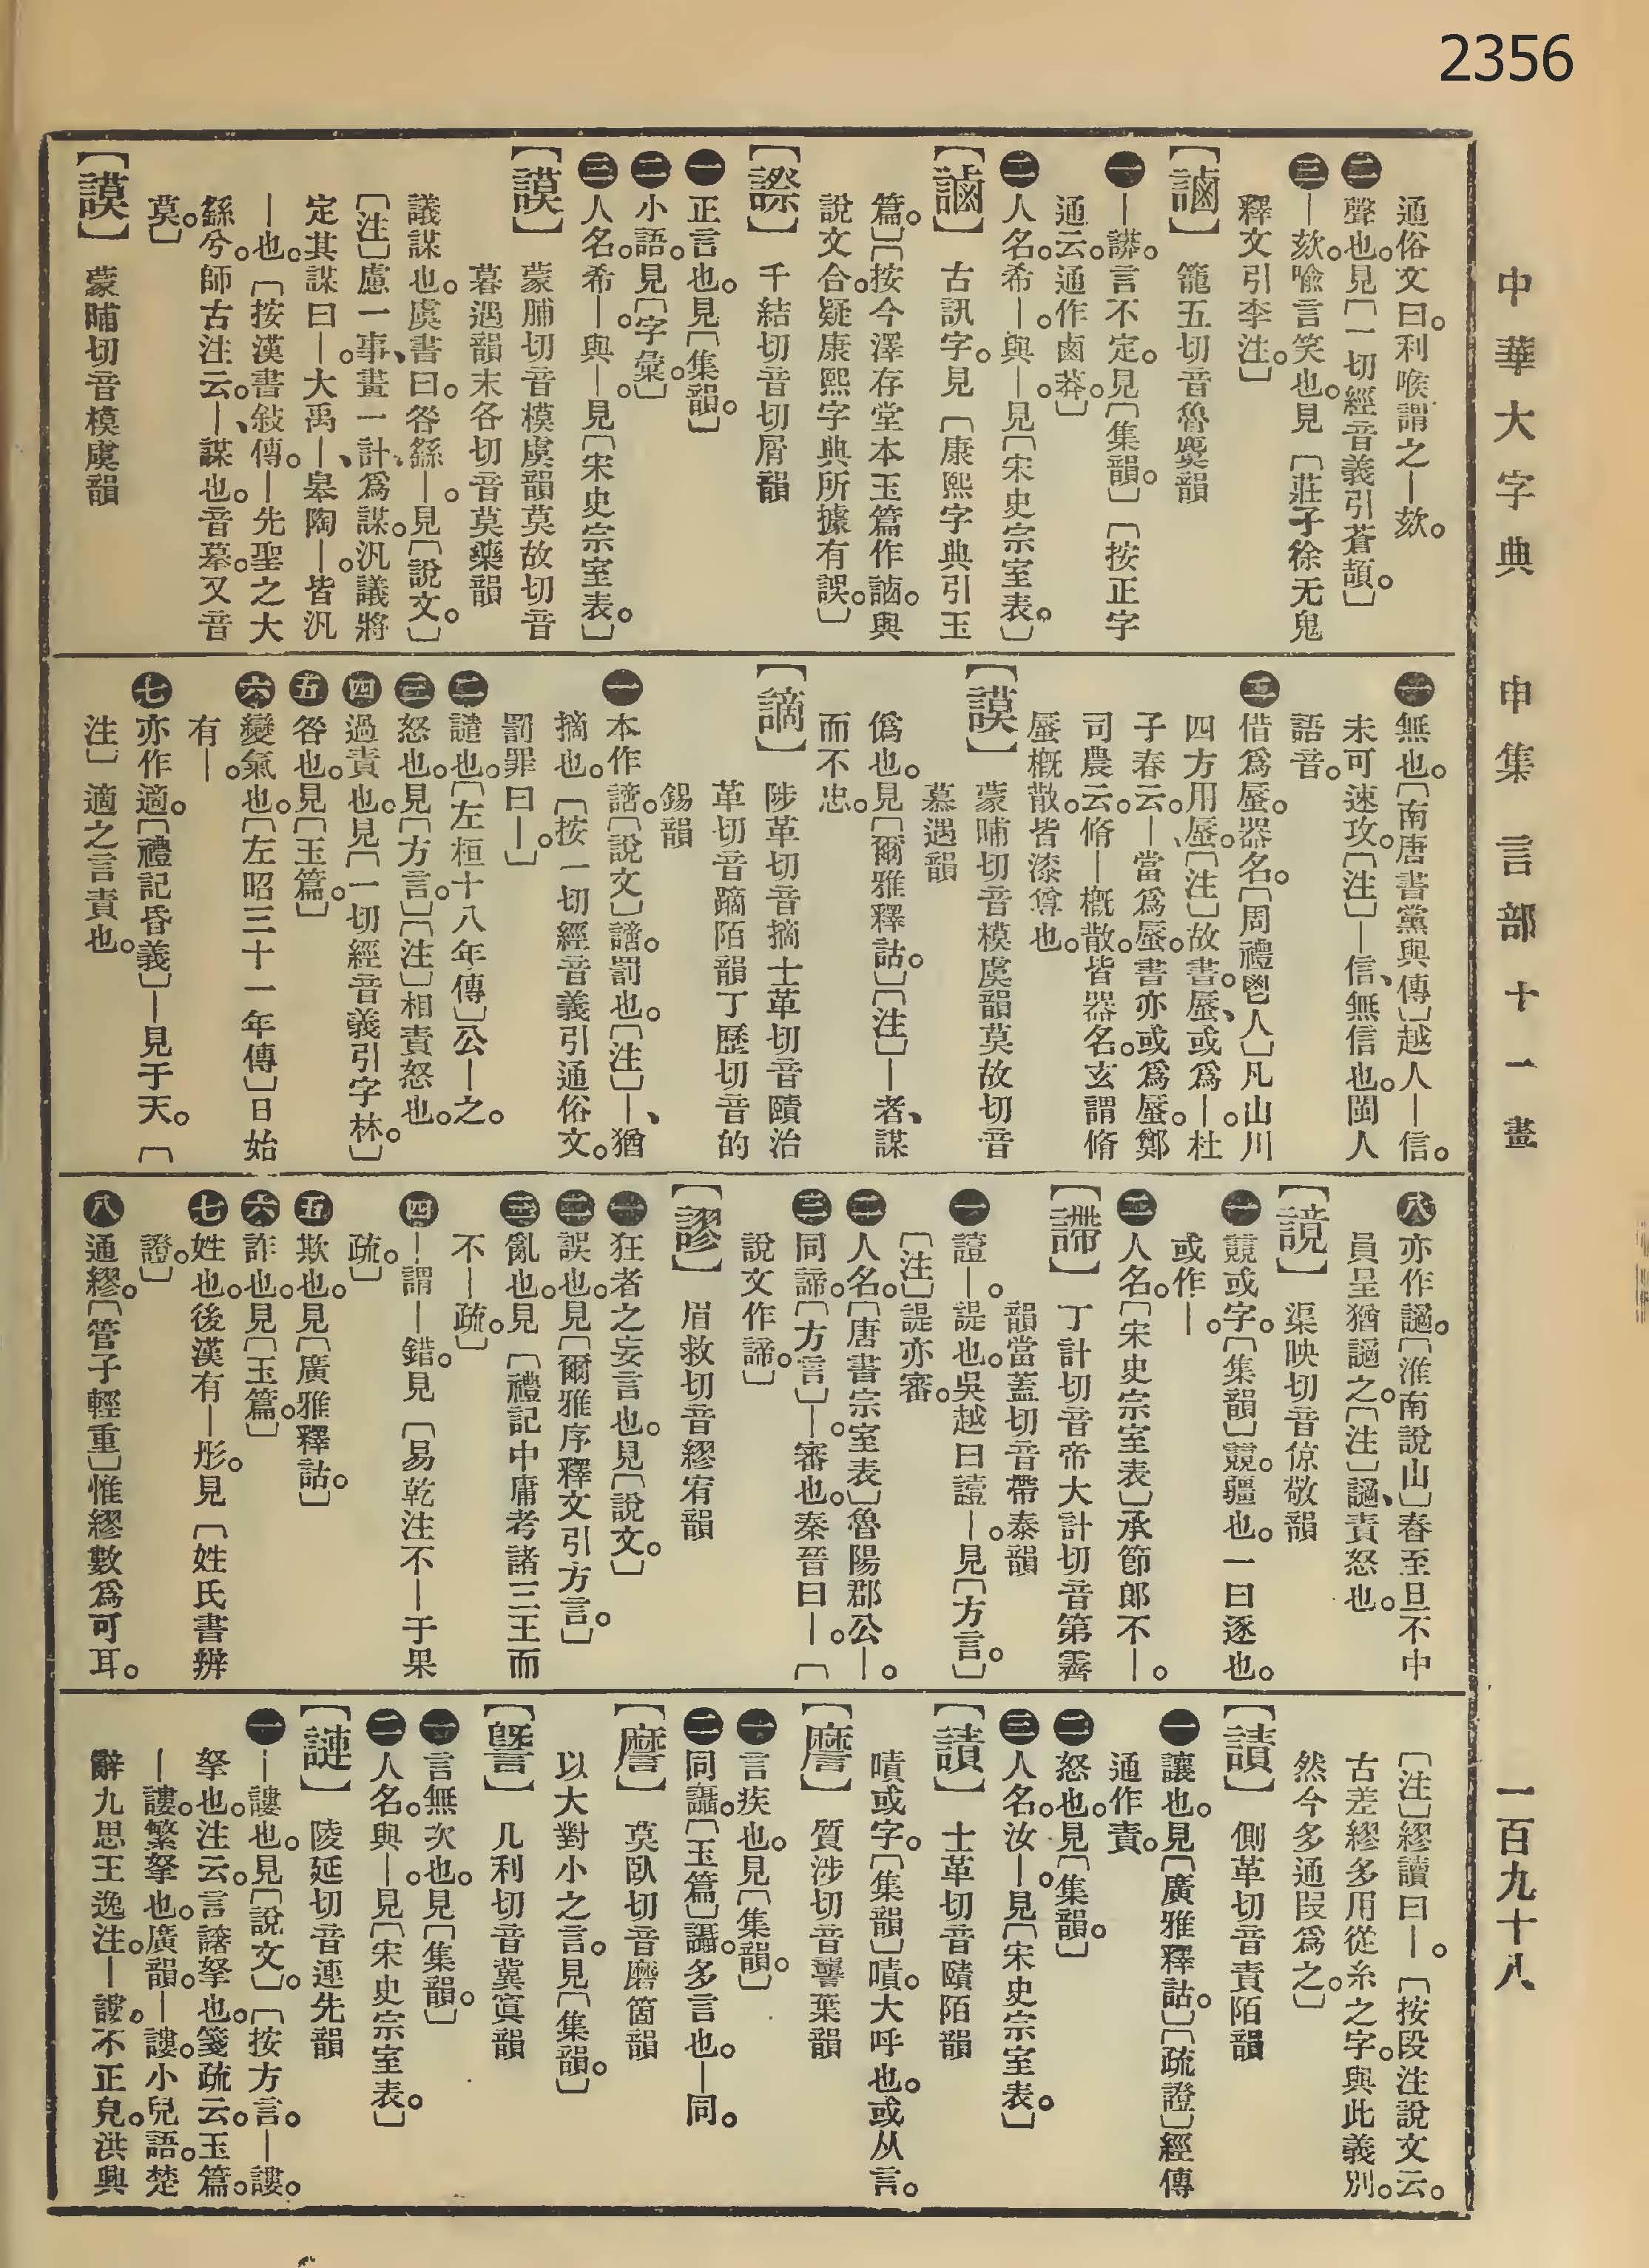 2356
中華大字典
申集 言部十一畫
一百九十八
通俗文曰。利喉謂之—欬。
㊁聲也。見〔一切經音義引蒼頡。〕
㊂—欬。喩言笑也。見〔莊子徐无鬼
釋文引李注。〕
籠五切音魯麌韻
㊀—䜊。言不定。見〔集韻。〕〔按正字
通云。通作鹵莽。〕
㊁人名。希—。與—。見〔宋史宗室表。〕
古訊字。見〔康熙字典引玉
說文合。疑康熙字典所據有誤。〕
【𧫕】 千結切音切屑韻
㊀正言也。見〔集韻。〕
㊁小語。見〔字彙。〕
㊂人名。希—。與—。見〔宋史宗室表。〕
【謨】 蒙脯切音模虞韻莫故切音
暮遇韻末各切音莫藥韻
議謀也。虞書曰。咎繇—。見〔說文。〕
〔注〕慮一事、畫一計、爲謀。汎議將
定其謀曰—。大禹—、皋陶—。皆汎
—也。〔按漢書敍傳。—先聖之大
繇兮。師古注云。—、謀也。音慕。又音
莫。〕
【謨】 蒙晡切音模虞韻
㊀無也。〔南唐書黨與傳〕越人—信。
未可速攻。〔注〕—信、無信也。閩人
語音。
㊁借爲蜃。器名。〔周禮鬯人〕凡山川
四方用蜃。〔注〕故書蜃、或爲—。杜
子春云。—當爲蜃。書亦或爲蜃。鄭
司農云。脩—概散。皆器名。玄謂脩
蜃概散。皆漆尊也。
【謨】 蒙晡切音模虞韻莫故切音
慕遇韻
僞也。見〔爾雅釋詁。〕〔注〕—者、謀
而不忠。
【謫】 陟革切音摘士革切音賾治
革切音蹢陌韻丁歷切音的
錫韻
㊀本作讁。〔說文〕讁。罰也。〔注〕—、猶
摘也。〔按一切經音義引通俗文。
罰罪曰—。〕
㊁譴也。〔左桓十八年傳〕公—之。
㊂怒也。見〔方言。〕〔注〕相責怒也。
㊃過責也。見〔一切經音義引字林。〕
㊄咎也。見〔玉篇。〕
㊅變氣也。〔左昭三十一年傳〕日始
有—。
㊆亦作適。〔禮記昏義〕—見于天。〔
注〕適之言責也。
㊇亦作讁。〔淮南說山〕春至旦不中
員呈猶讁之。〔注〕讁、責怒也。
【䜇】 渠映切音倞敬韻
㊀競或字。〔集韻〕競。彊也。一曰逐也。
或作—。
㊁人名。〔宋史宗室表〕承節郎不—。
【𧫚】 丁計切音帝大計切音第霽
韻當蓋切音帶泰韻
㊀諲—。諟也。吳越曰諲—。見〔方言。〕
〔注〕諟亦審。
㊁人名。〔唐書宗室表〕魯陽郡公—。
㊂同諦。〔方言〕—。審也。秦晉曰—。〔
說文作諦。〕
【謬】 眉救切音繆宥韻
㊀狂者之妄言也。見〔說文。〕
㊁誤也。見〔爾雅序釋文引方言。〕
㊂亂也。見〔禮記中庸考諸三王而
不—疏。〕
㊃—謂—錯。見〔易乾注不—于果
疏。〕
㊄欺也。見〔廣雅釋詁。〕
㊅詐也。見〔玉篇。〕
㊆姓也。後漢有—彤。見〔姓氏書辨
證。〕
㊇通繆。〔管子輕重〕惟繆數爲可耳。
〔注〕繆讀曰—。〔按段注說文云。
古差繆多用從糸之字。與此義別。
然今多通叚爲之。〕
【謮】 側革切音責陌韻
㊀讓也。見〔廣雅釋詁。〕〔疏證〕經傳
通作責。
㊁怒也。見〔集韻。〕
㊂人名。汝—。見〔宋史宗室表。〕
【謮】 士革切音賾陌韻
嘖或字。〔集韻〕嘖。大呼也。或从言。
【謺】 質涉切音讋葉韻
㊀言疾也。見〔集韻。〕
㊁同讘。〔玉篇〕讘。多言也。—同。
莫臥切音磨箇韻
以大對小之言。見〔集韻。〕
几利切音冀寘韻
㊀言無次也。見〔集韻。〕
㊁人名。與—。見〔宋史宗室表。〕
【謰】 陵延切音連先韻
㊀—謱也。見〔說文〕。〔按方言。—謱。
拏也。注云。言譇拏也。箋疏云。玉篇。
—謱。繁拏也。廣韻。—謱。小兒語。楚
辭九思王逸注。—謱。不正皃。洪興